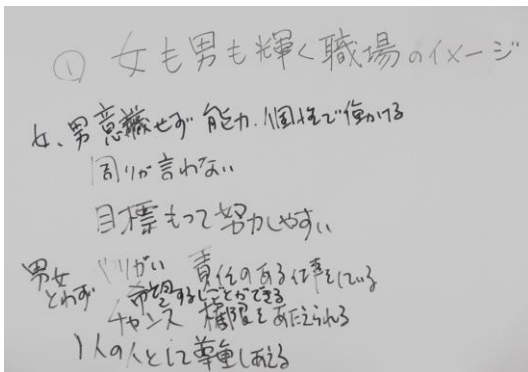 ① 女も男も輝く職場のイメージ
女、男意識せず 能力、個性で働ける
周りが言わない
目標もって努力しやすい
男女とわず
やりがい 責任のある仕事をしている
希望するしごとができる
チャンス 権限をあたえられる
1人の人として尊重しあえる